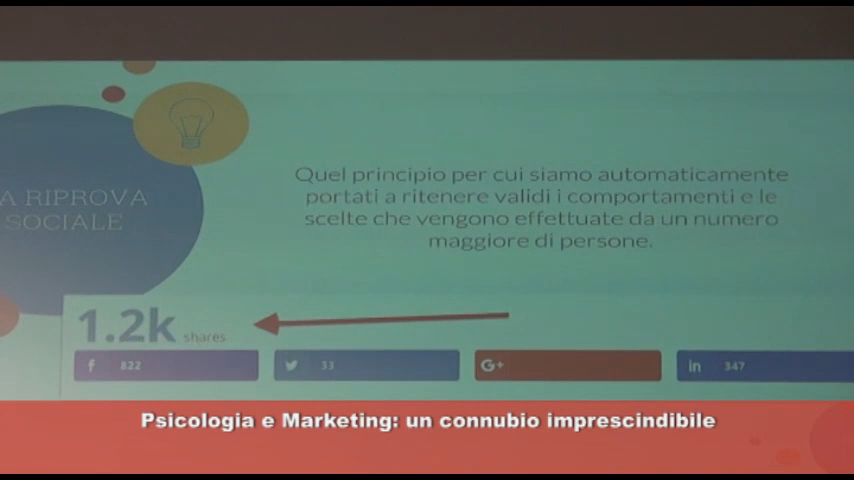 A RIPROVA
SOCIALE
Quel principio per cui siamo automaticamente
portati a ritenere validi i comportamenti e le
scelte che vengono effettuate da un numero
maggiore di persone.
1.2k shares
f 822
33
G+
in 347
Psicologia e Marketing: un connubio imprescindibile